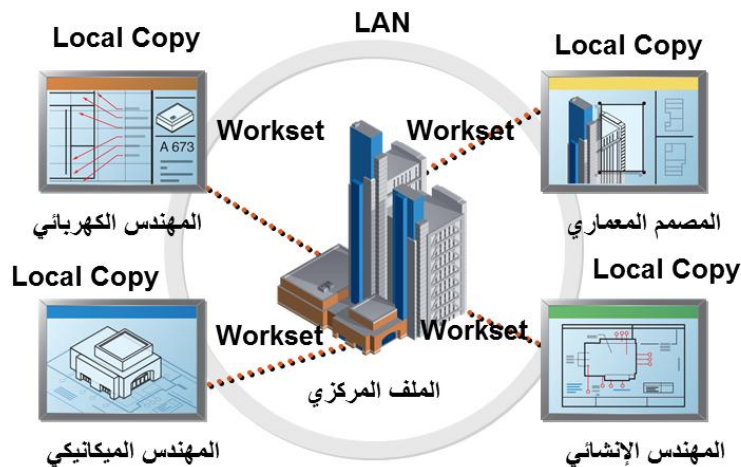 LAN
Local Copy
Local Copy
Workset
Workset
A 673
المهندس الكهربائي
المصمم المعماري
Local Copy
Local Copy
Workset
Workset
الملف المركزي
المهندس الميكانيكي
المهندس الإنشائي